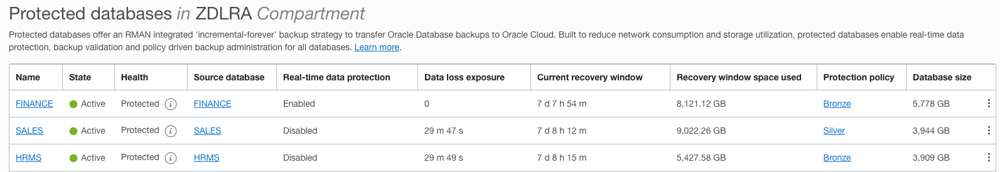 Protected databases in ZDLRA Compartment
Protected databases offer an RMAN integrated 'incremental-forever' backup strategy to transfer Oracle Database backups to Oracle Cloud. Built to reduce network consumption and storage utilization, protected databases enable real-time data
protection, backup validation and policy driven backup administration for all databases. Learn more.
Name State Health Source database Real-time data protection Data loss exposure Current recovery window Recovery window space used Protection policy Database size
FINANCE Active Protected i FINANCE Enabled 0 7 d 7 h 54 m 8,121.12 GB Bronze 5,778 GB
SALES Active Protected i SALES Disabled 29 m 47 s 7 d 8 h 12 m 9,022.26 GB Silver 3,944 GB
HRMS Active Protected i HRMS Disabled 29 m 49 s 7 d 8 h 15 m 5,427.58 GB Bronze 3,909 GB